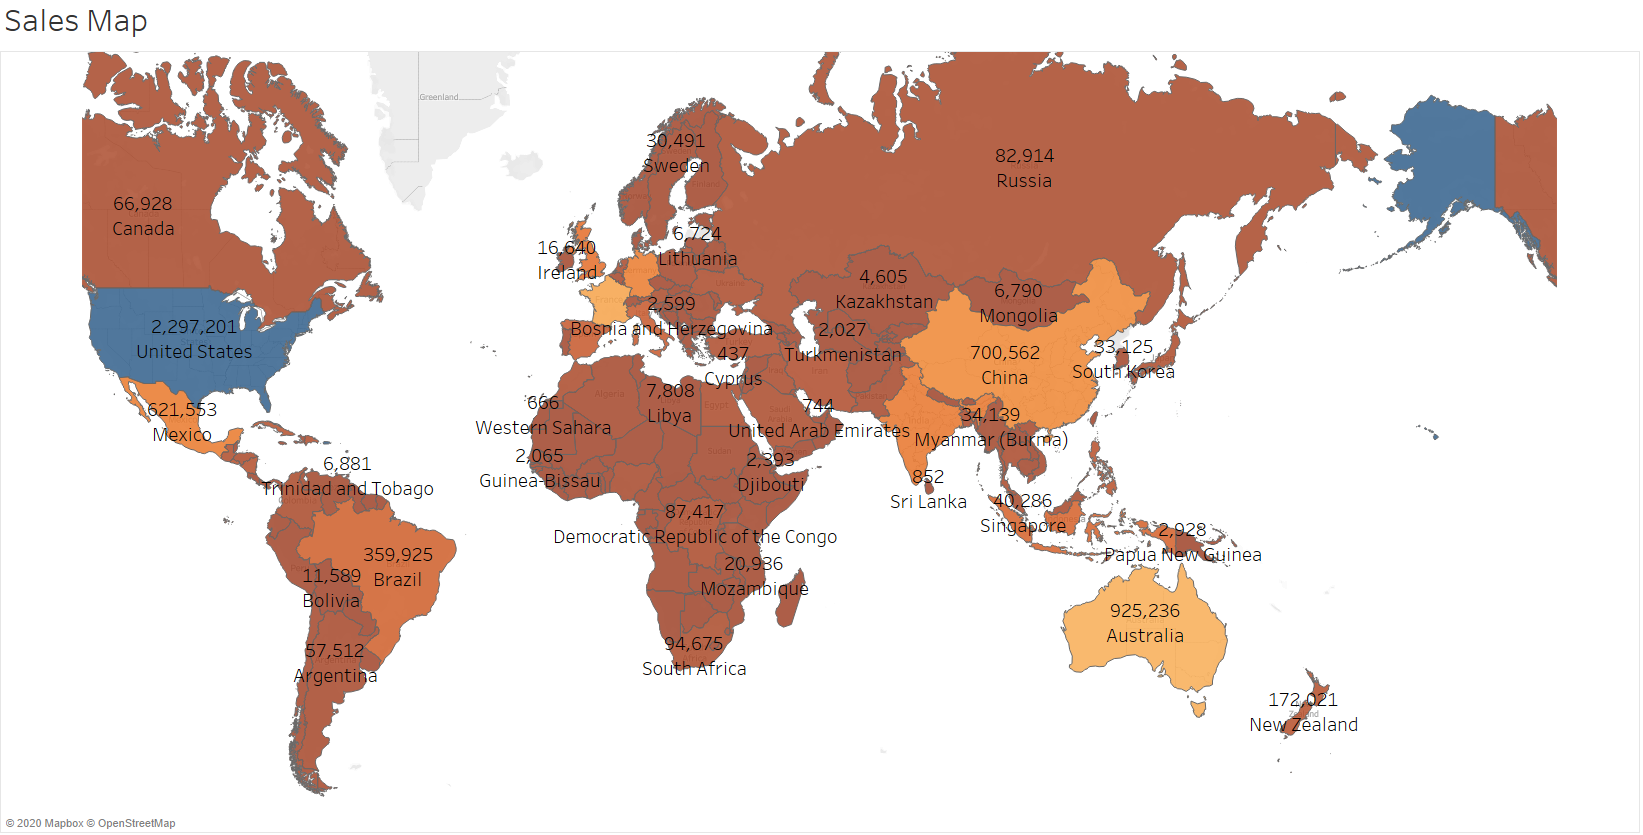 Sales Map
Greenland
30,491
Sweden
82,914
Russia
66,928
Canada
6,724
Lithuania
16,640
Ireland
4,605
Kazakhstan
6,790
Mongolia
2,599
Bosnia and Herzegovina
2,297,201
United States
2,027
Turkmenistan
437
Cyprus
700,562
China
33,125
South Korea
621,553
Mexico
666
Western Sahara
7,808
Libya
744
United Arab Emirates
34,139
Myanmar (Burma)
6,881
Trinidad and Tobago
2,065
Guinea-Bissau
2,393
Djibouti
852
Sri Lanka
87,417
Democratic Republic of the Congo
40,286
Singapore
2,928
Papua New Guinea
359,925
Brazil
11,589
Bolivia
20,936
Mozambique
925,236
Australia
57,512
Argentina
94,675
South Africa
172,021
New Zealand
© 2020 Mapbox © OpenStreetMap